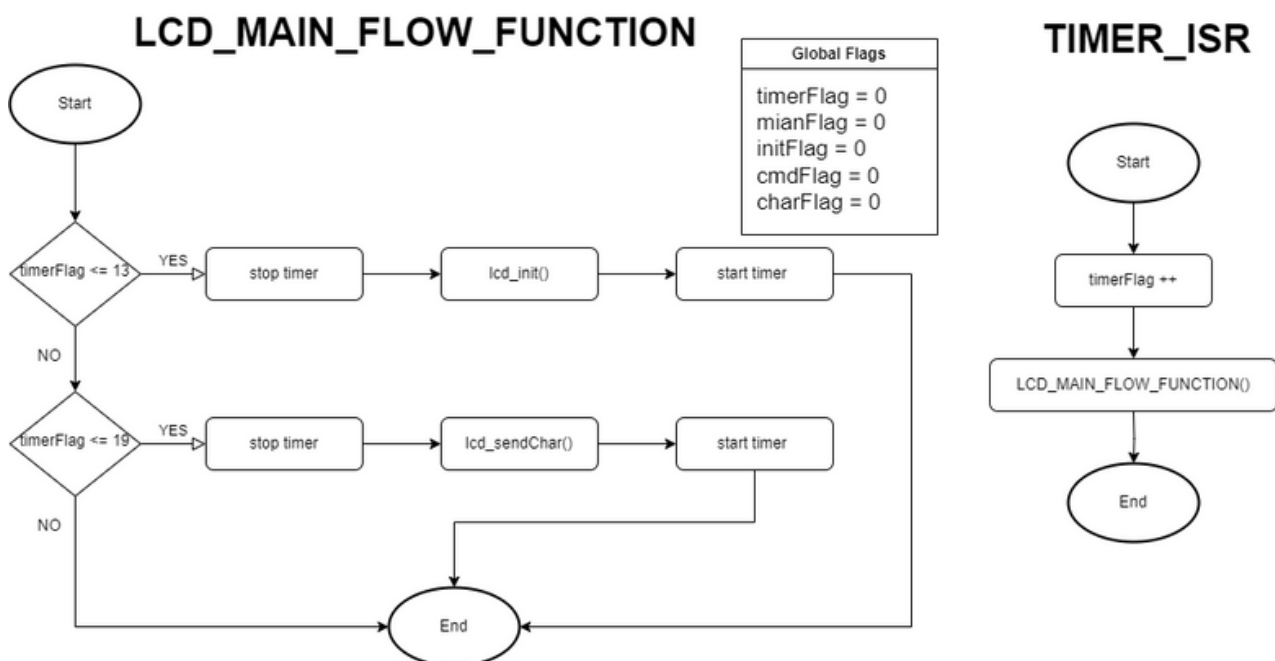 LCD_MAIN_FLOW_FUNCTION
Start
timerFlag <= 13
YES
stop timer
lcd_init()
start timer
NO
timerFlag <= 19
YES
stop timer
lcd_sendChar()
start timer
NO
End
Global Flags
timerFlag = 0
mianFlag = 0
initFlag = 0
cmdFlag = 0
charFlag = 0
TIMER_ISR
Start
timerFlag ++
LCD_MAIN_FLOW_FUNCTION()
End